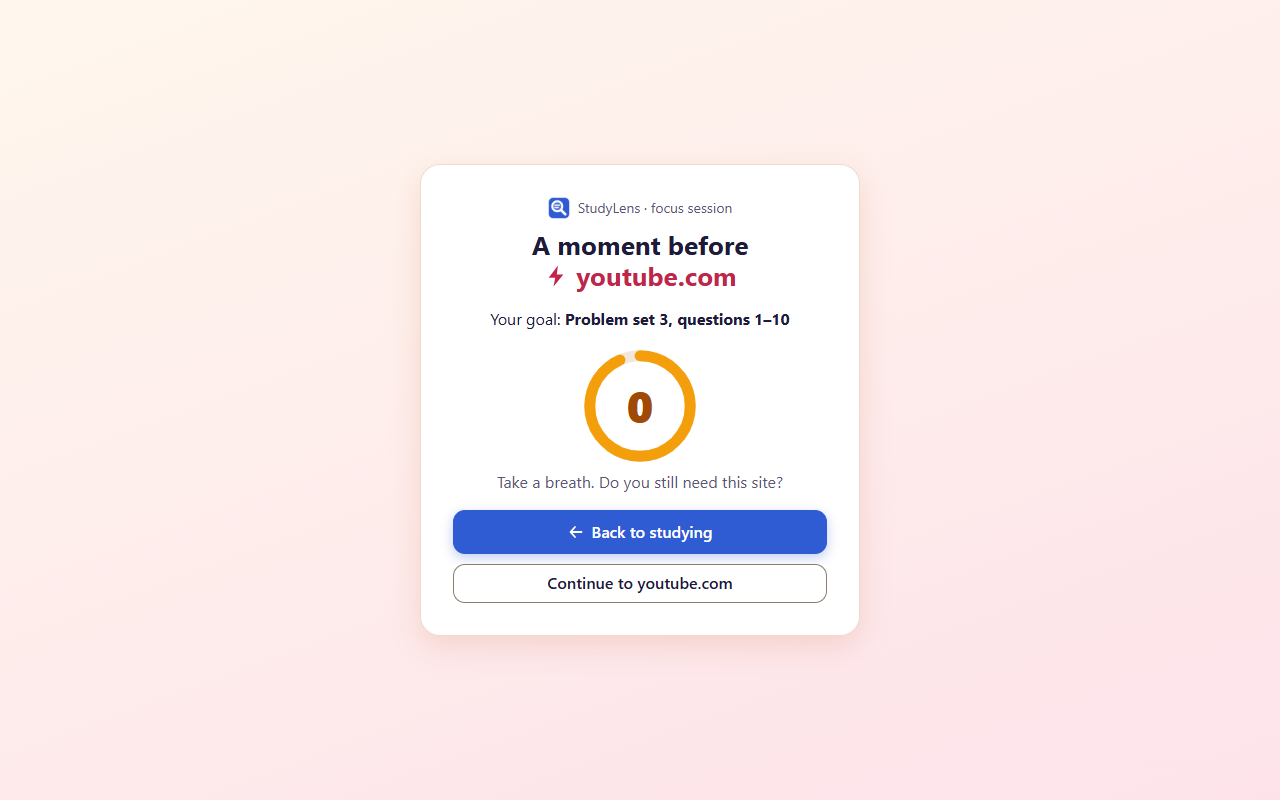 StudyLens · focus session
A moment before
youtube.com
Your goal: Problem set 3, questions 1–10
0
Take a breath. Do you still need this site?
← Back to studying
Continue to youtube.com